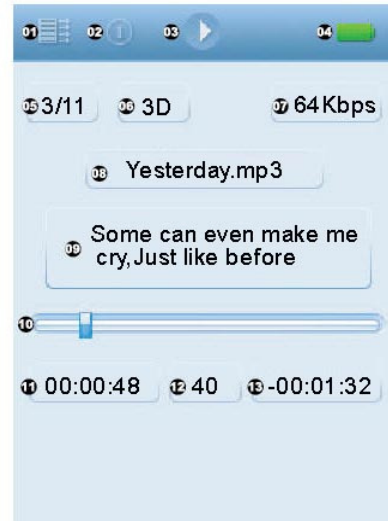 01 02 03 04
05 3/11 06 3D 07 64Kbps
08 Yesterday.mp3
09 Some can even make me
cry,Just like before
10
11 00:00:48 12 40 13 -00:01:32